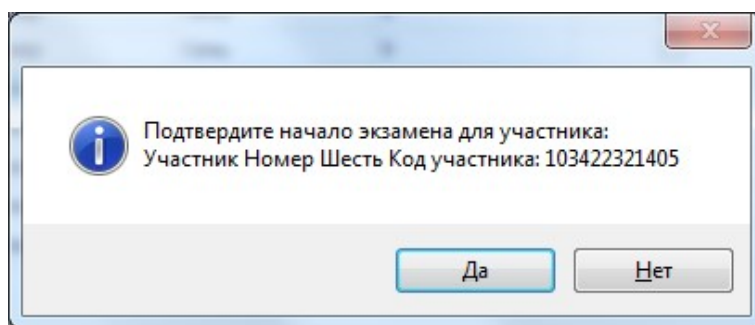 Подтвердите начало экзамена для участника:
Участник Номер Шесть Код участника: 103422321405
Да
Нет